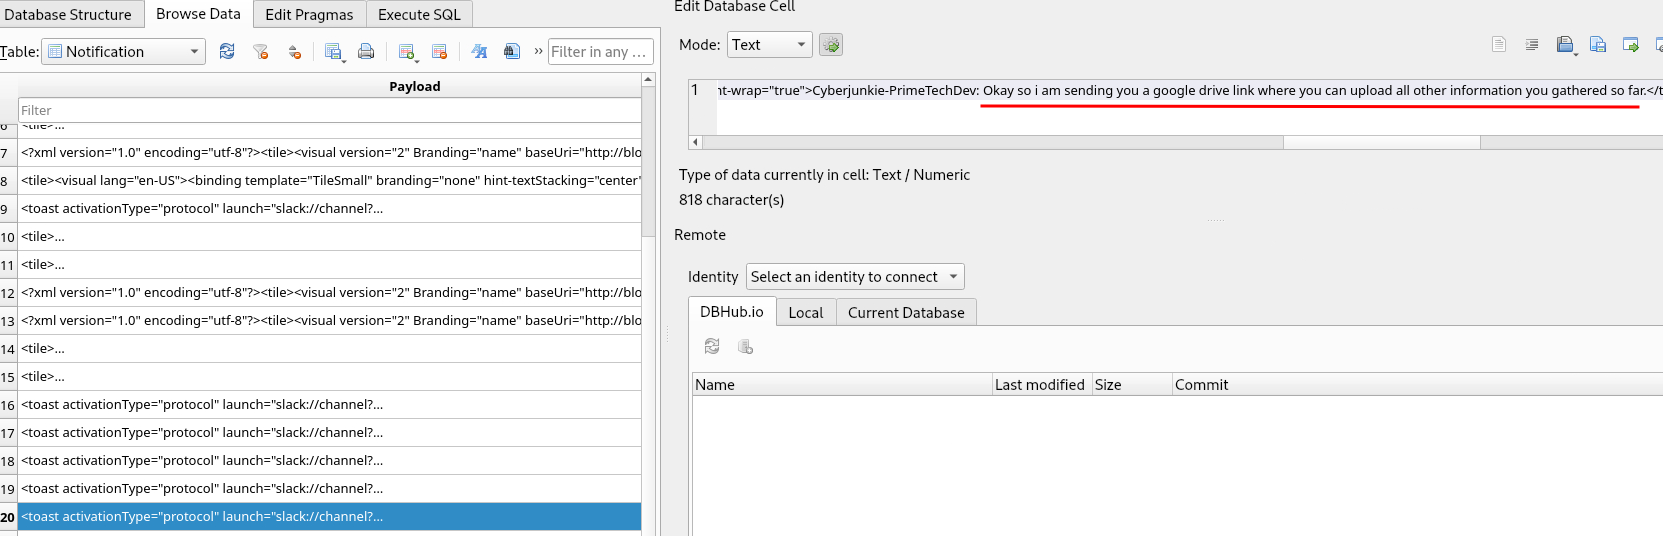 Database Structure Browse Data Edit Pragmas Execute SQL
Table: Notification Filter in any ...
Payload
Filter
6 <tile>...
7 <?xml version="1.0" encoding="utf-8"?><tile><visual version="2" Branding="name" baseUri="http://blo
8 <tile><visual lang="en-US"><binding template="TileSmall" branding="none" hint-textStacking="center"
9 <toast activationType="protocol" launch="slack://channel?...
10 <tile>...
11 <tile>...
12 <?xml version="1.0" encoding="utf-8"?><tile><visual version="2" Branding="name" baseUri="http://blo
13 <?xml version="1.0" encoding="utf-8"?><tile><visual version="2" Branding="name" baseUri="http://blo
14 <tile>...
15 <tile>...
16 <toast activationType="protocol" launch="slack://channel?...
17 <toast activationType="protocol" launch="slack://channel?...
18 <toast activationType="protocol" launch="slack://channel?...
19 <toast activationType="protocol" launch="slack://channel?...
20 <toast activationType="protocol" launch="slack://channel?...
Edit Database Cell
Mode: Text
1 nt-wrap="true">Cyberjunkie-PrimeTechDev: Okay so i am sending you a google drive link where you can upload all other information you gathered so far.</t
Type of data currently in cell: Text / Numeric
818 character(s)
Remote
Identity Select an identity to connect
DBHub.io Local Current Database
Name Last modified Size Commit